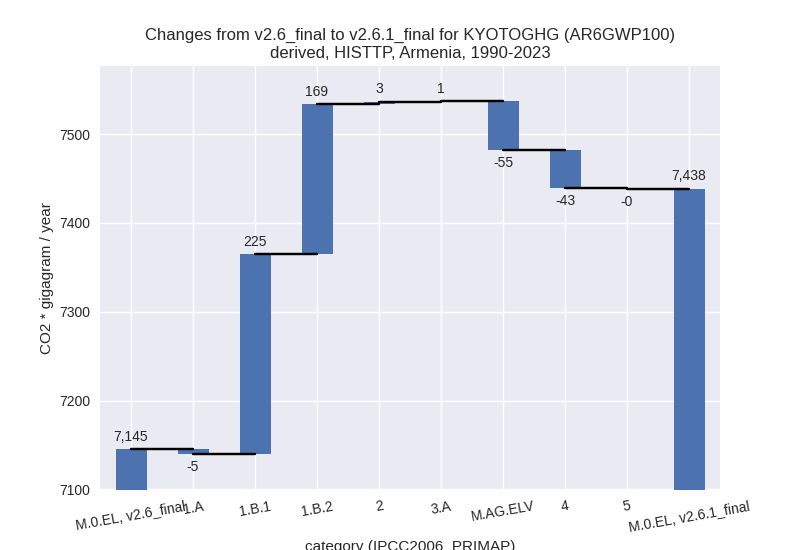 Changes from v2.6_final to v2.6.1_final for KYOTOGHG (AR6GWP100)
derived, HISTTP, Armenia, 1990-2023
CO2 * gigagram / year
7500
7400
7300
7200
7100
7,145
-5
225
169
3
1
-55
-43
-0
7,438
M.0.EL, v2.6_final
1.A
1.B.1
1.B.2
2
3.A
M.AG.ELV
4
5
M.0.EL, v2.6.1_final
category (IPCC2006_PRIMAP)